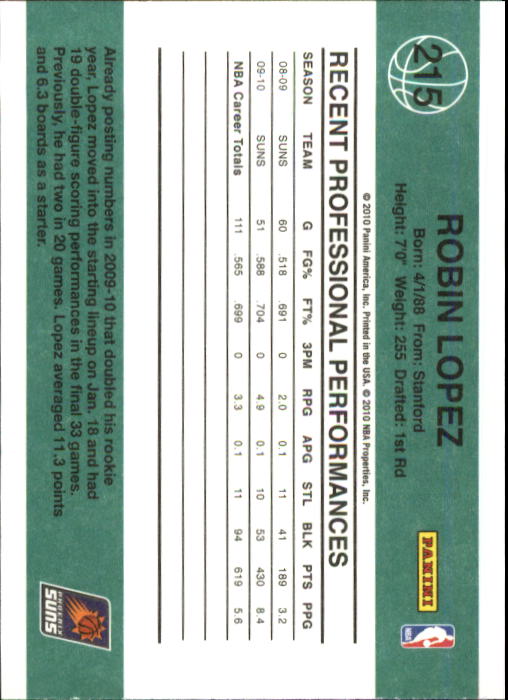 215
ROBIN LOPEZ
Born: 4/1/88 From: Stanford
Height: 7'0" Weight: 255 Drafted: 1st Rd
PANINI
NBA
© 2010 Panini America, Inc. Printed in the USA. © 2010 NBA Properties, Inc.
RECENT PROFESSIONAL PERFORMANCES
SEASON TEAM G FG% FT% 3PM RPG APG STL BLK PTS PPG
08-09 SUNS 60 .518 .691 0 2.0 0.1 11 41 189 3.2
09-10 SUNS 51 .588 .704 0 4.9 0.1 10 53 430 8.4
NBA Career Totals 111 .565 .699 0 3.3 0.1 11 94 619 5.6
Already posting numbers in 2009-10 that doubled his rookie
year, Lopez moved into the starting lineup on Jan. 18 and had
19 double-figure scoring performances in the final 33 games.
Previously, he had two in 20 games. Lopez averaged 11.3 points
and 6.3 boards as a starter.
PHOENIX
SUNS